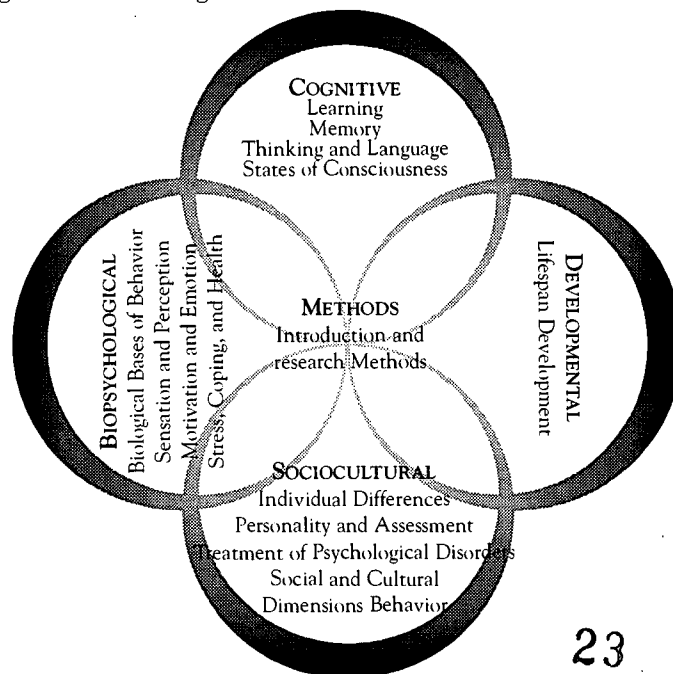 COGNITIVE
Learning
Memory
Thinking and Language
States of Consciousness
BIOPSYCHOLOGICAL
Biological Bases of Behavior
Sensation and Perception
Motivation and Emotion
Stress, Coping, and Health
METHODS
Introduction and
research Methods
DEVELOPMENTAL
Lifespan Development
SOCIOCULTURAL
Individual Differences
Personality and Assessment
Treatment of Psychological Disorders
Social and Cultural
Dimensions Behavior
23